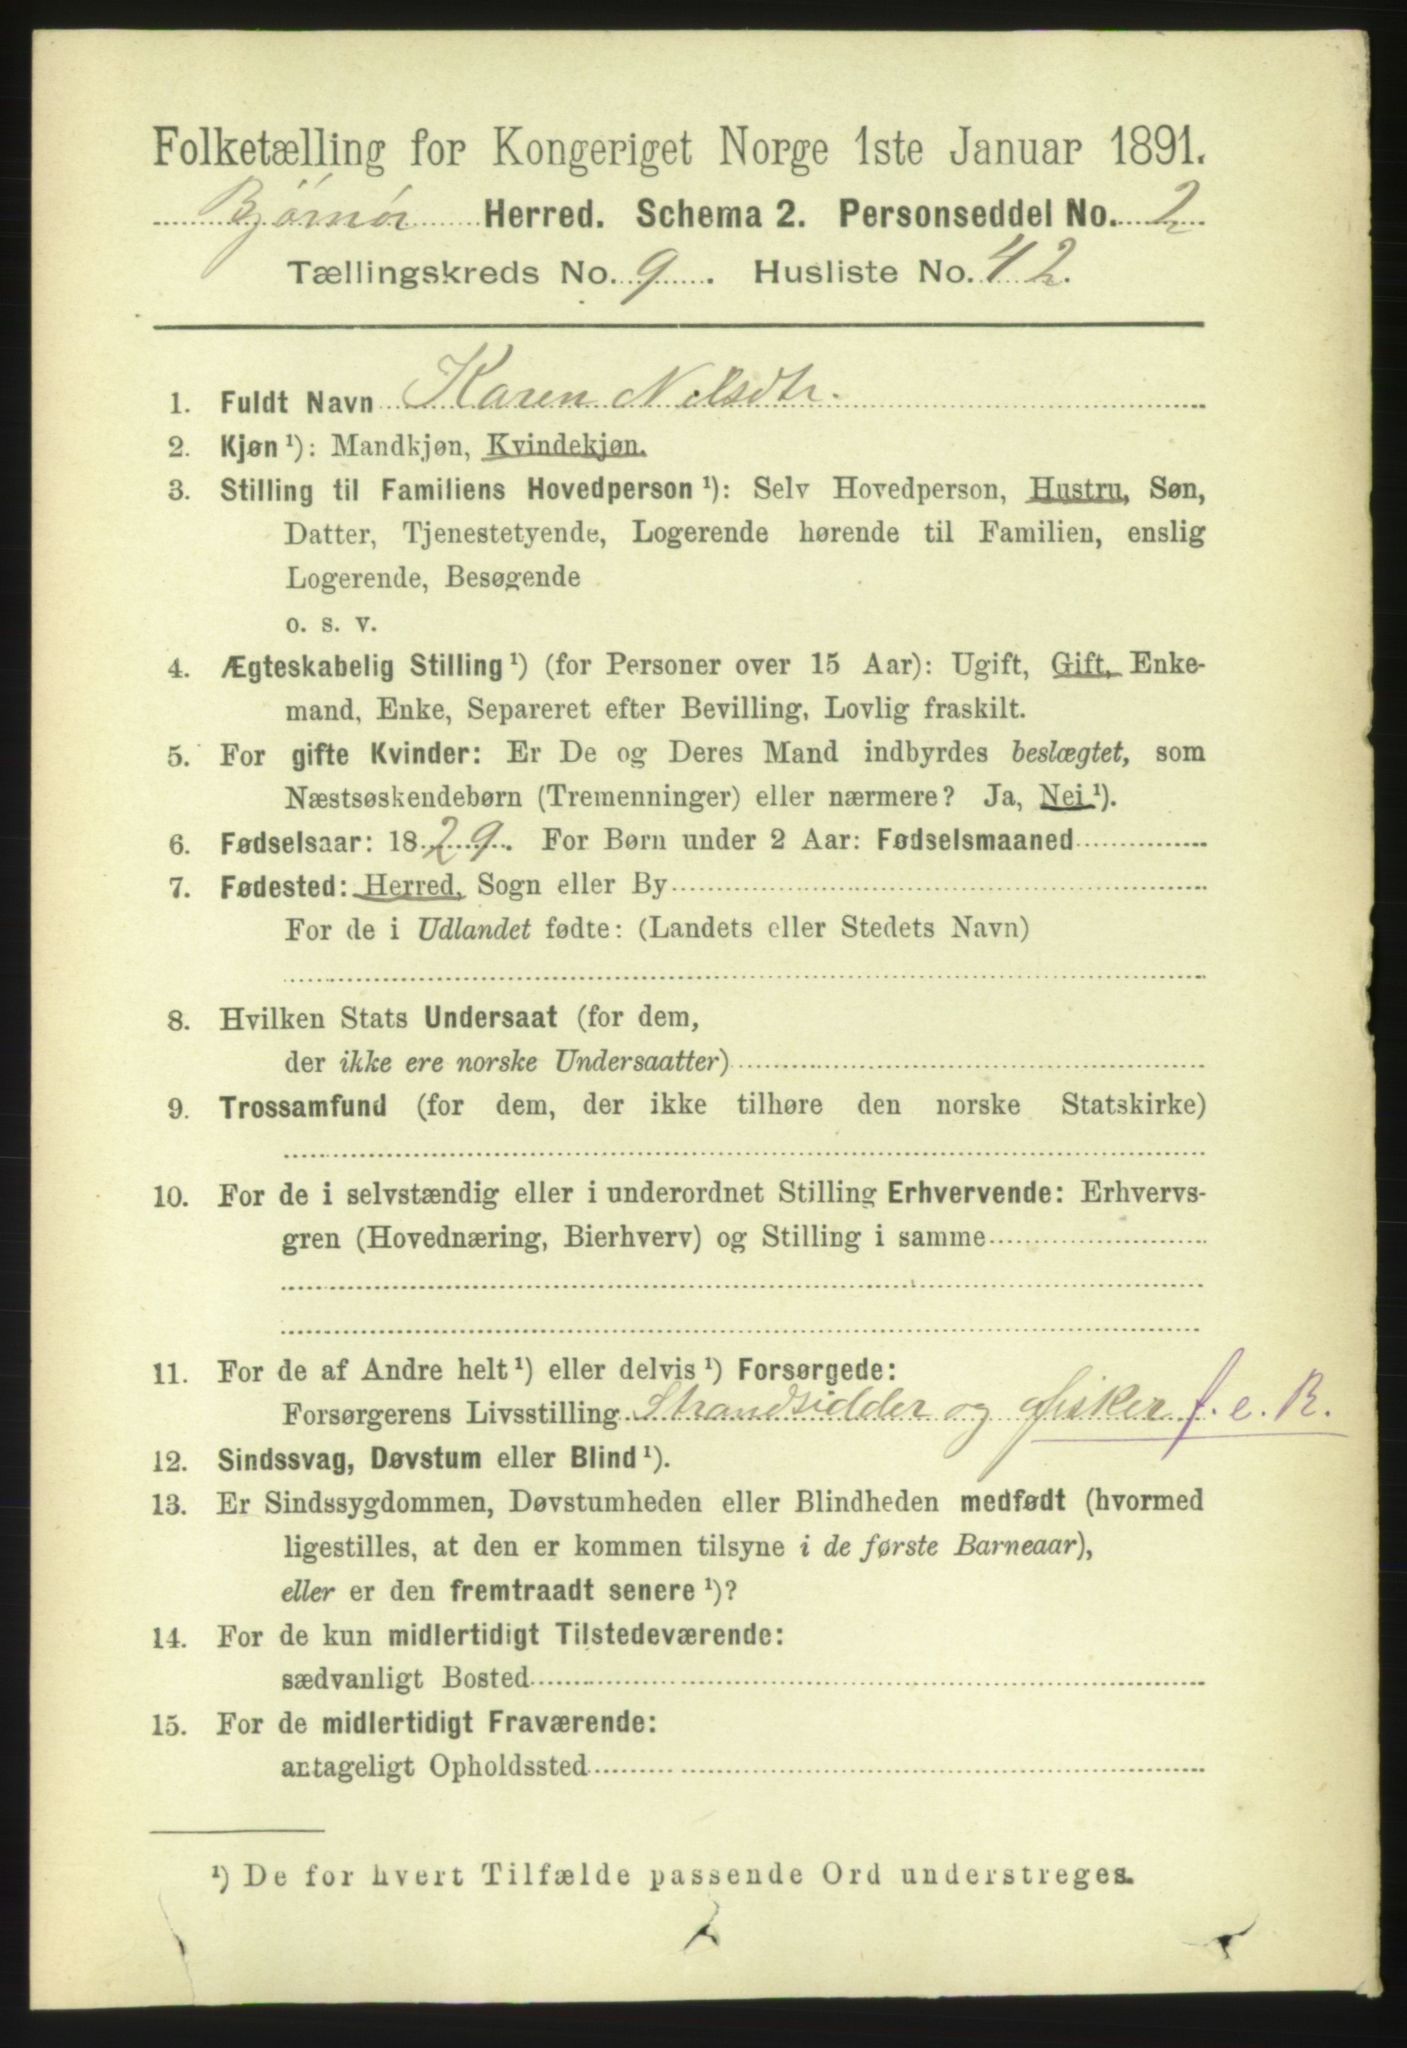 Folketælling for Kongeriget Norge 1ste Januar 1891.
Bjørnør Herred. Schema 2. Personseddel No. 2
Tællingskreds No. 9. Husliste No. 42.
1. Fuldt Navn Karen Nilsdtr.
2. Kjøn ¹): Mandkjøn, Kvindekjøn.
3. Stilling til Familiens Hovedperson ¹): Selv Hovedperson, Hustru, Søn,
Datter, Tjenestetyende, Logerende hørende til Familien, enslig
Logerende, Besøgende
o. s. v.
4. Ægteskabelig Stilling ¹) (for Personer over 15 Aar): Ugift, Gift, Enke-
mand, Enke, Separeret efter Bevilling, Lovlig fraskilt.
5. For gifte Kvinder: Er De og Deres Mand indbyrdes beslægtet, som
Næstsøskendebørn (Tremenninger) eller nærmere? Ja, Nei ¹).
6. Fødselsaar: 1829. For Børn under 2 Aar: Fødselsmaaned
7. Fødested: Herred, Sogn eller By
For de i Udlandet fødte: (Landets eller Stedets Navn)
8. Hvilken Stats Undersaat (for dem,
der ikke ere norske Undersaatter)
9. Trossamfund (for dem, der ikke tilhøre den norske Statskirke)
10. For de i selvstændig eller i underordnet Stilling Erhvervende: Erhvervs-
gren (Hovednæring, Bierhverv) og Stilling i samme
11. For de af Andre helt ¹) eller delvis ¹) Forsørgede:
Forsørgerens Livsstilling Strandsidder og fisker f. e. R.
12. Sindssvag, Døvstum eller Blind ¹).
13. Er Sindssygdommen, Døvstumheden eller Blindheden medfødt (hvormed
ligestilles, at den er kommen tilsyne i de første Barneaar),
eller er den fremtraadt senere ¹)?
14. For de kun midlertidigt Tilstedeværende:
sædvanligt Bosted
15. For de midlertidigt Fraværende:
antageligt Opholdssted
¹) De for hvert Tilfælde passende Ord understreges.